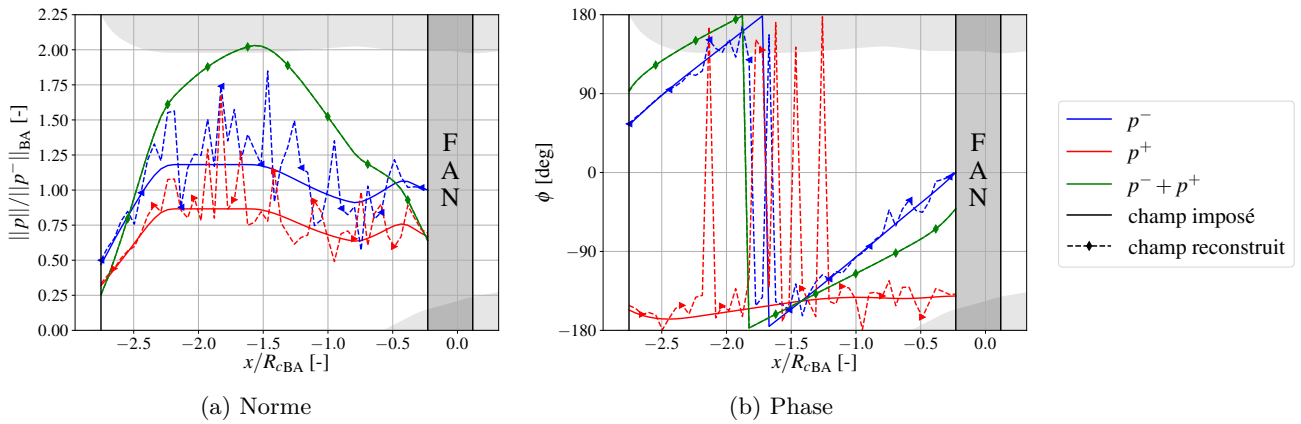 ||p||/||p⁻||BA [-]
2.00
1.75
1.50
1.25
1.00
0.75
0.50
0.25
0.00
−2.5 −2.0 −1.5 −1.0 −0.5 0.0
x/RcBA [-]
F
A
N
(a) Norme
ϕ [deg]
180
90
0
−90
−180
−2.5 −2.0 −1.5 −1.0 −0.5 0.0
x/RcBA [-]
F
A
N
(b) Phase
p⁻
p⁺
p⁻ + p⁺
champ imposé
champ reconstruit